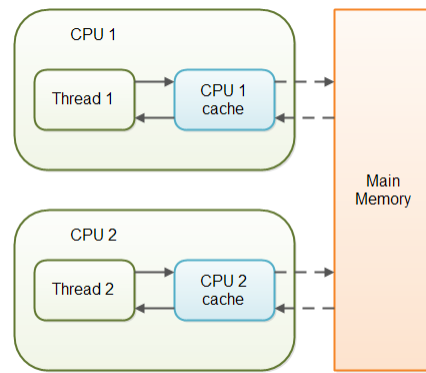 CPU 1
Thread 1
CPU 1
cache
Main
Memory
CPU 2
Thread 2
CPU 2
cache